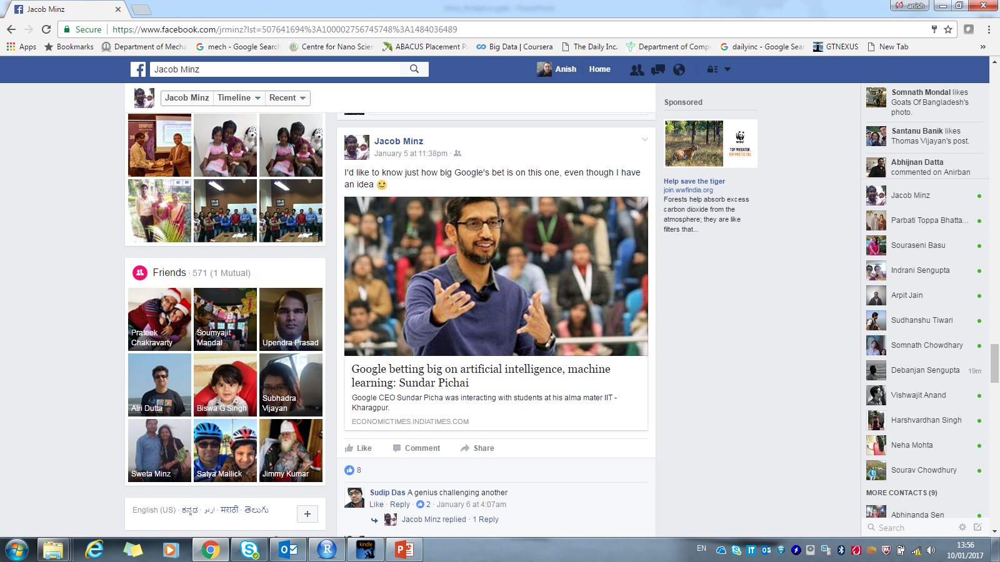 Jacob Minz
anish
Secure
https://www.facebook.com/jrminz?lst=507641694%3A100002756745748%3A1484036489
Apps
Bookmarks
Department of Mecha
mech - Google Search
Centre for Nano Scien
ABACUS Placement P
Big Data | Coursera
The Daily Inc.
Department of Comp
dailyinc - Google Sea
GTNEXUS
New Tab
»
Jacob Minz
Anish
Home
Jacob Minz
Timeline
Recent
Friends · 571 (1 Mutual)
Prateek
Chakravarty
Soumyajit
Mandal
Upendra Prasad
Atri Dutta
Biswa G Singh
Subhadra
Vijayan
Sweta Minz
Satya Mallick
Jimmy Kumar
English (US) · ಕನ್ನಡ · اردو · मराठी · తెలుగు
+
Jacob Minz
January 5 at 11:38pm ·
I'd like to know just how big Google's bet is on this one, even though I have
an idea
Google betting big on artificial intelligence, machine
learning: Sundar Pichai
Google CEO Sundar Picha was interacting with students at his alma mater IIT -
Kharagpur.
ECONOMICTIMES.INDIATIMES.COM
Like
Comment
Share
8
Sudip Das A genius challenging another
Like · Reply · 2 · January 6 at 4:07am
Jacob Minz replied · 1 Reply
Sponsored
WWF
TOP PREDATOR.
TOP PROTECTOR.
Help save the tiger
join.wwfindia.org
Forests help absorb excess
carbon dioxide from the
atmosphere; they are like
filters that...
Somnath Mondal likes
Goats Of Bangladesh's
photo.
Santanu Banik likes
Thomas Vijayan's post.
Abhijnan Datta
commented on Anirban
Jacob Minz
Parbati Toppa Bhatta...
Souraseni Basu
Indrani Sengupta
Arpit Jain
Sudhanshu Tiwari
Somnath Chowdhary
Debanjan Sengupta 19m
Vishwajit Anand
Harshvardhan Singh
Neha Mohta
Sourav Chowdhury
MORE CONTACTS (9)
Abhinanda Sen
Search
kindle
EN
13:56
10/01/2017